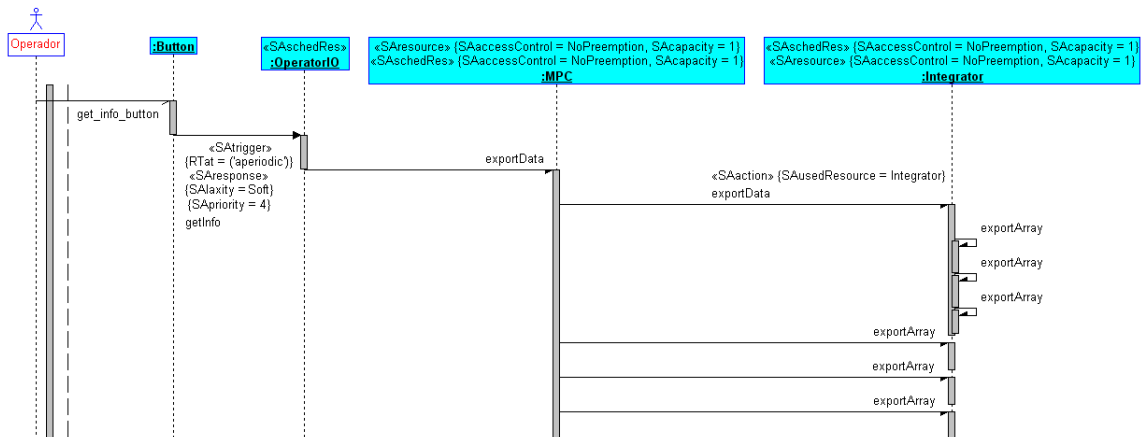 Operador
:Button
«SAschedRes»
:OperatorIO
«SAresource» {SAaccessControl = NoPreemption, SAcapacity = 1}
«SAschedRes» {SAaccessControl = NoPreemption, SAcapacity = 1}
:MPC
«SAschedRes» {SAaccessControl = NoPreemption, SAcapacity = 1}
«SAresource» {SAaccessControl = NoPreemption, SAcapacity = 1}
:Integrator
get_info_button
«SAtrigger»
{RTat = ('aperiodic')}
«SAresponse»
{SAlaxity = Soft}
{SApriority = 4}
getInfo
exportData
«SAaction» {SAusedResource = Integrator}
exportData
exportArray
exportArray
exportArray
exportArray
exportArray
exportArray